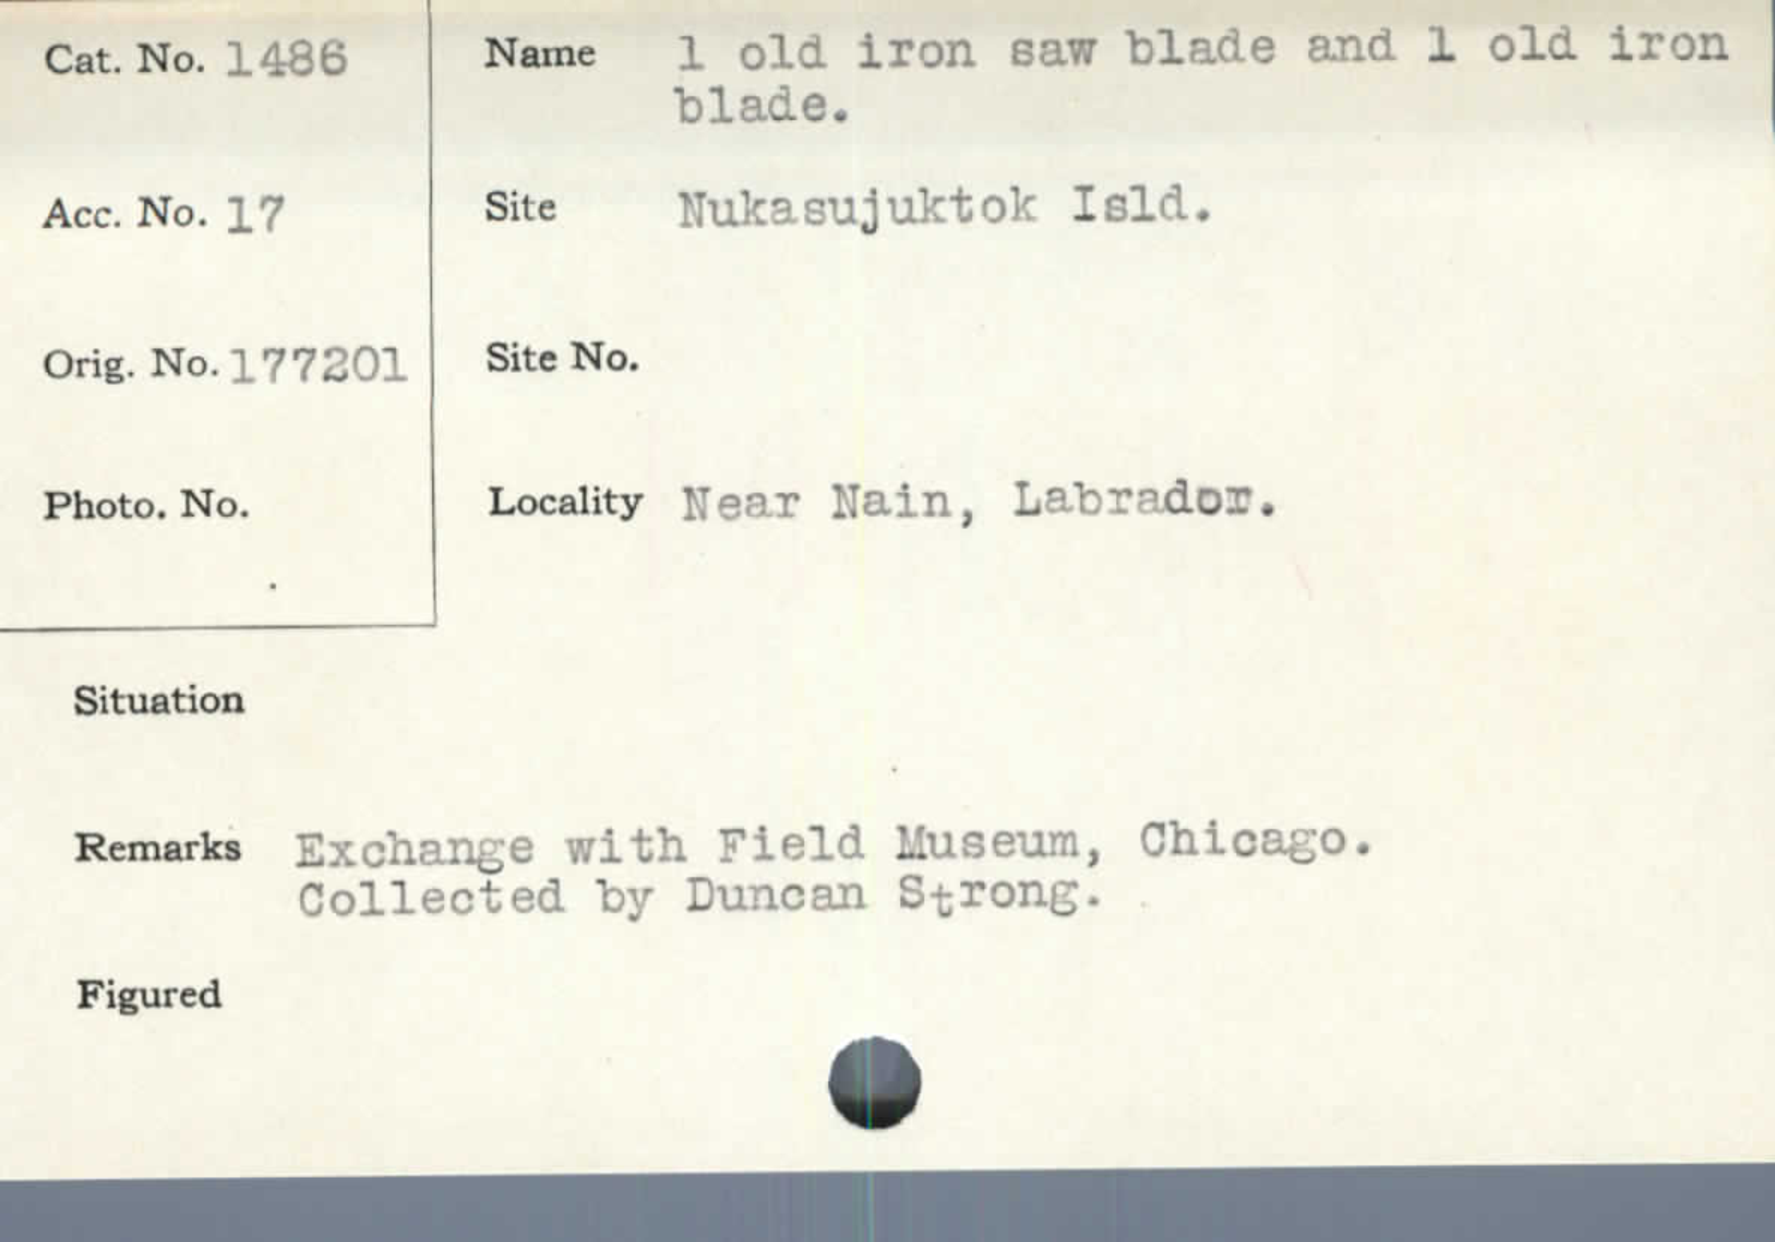 Cat. No. 1486
Name 1 old iron saw blade and 1 old iron
blade.
Acc. No. 17
Site Nukasujuktok Isld.
Orig. No. 177201
Site No.
Photo. No.
Locality Near Nain, Labrador.
Situation
Remarks Exchange with Field Museum, Chicago.
Collected by Duncan Strong.
Figured